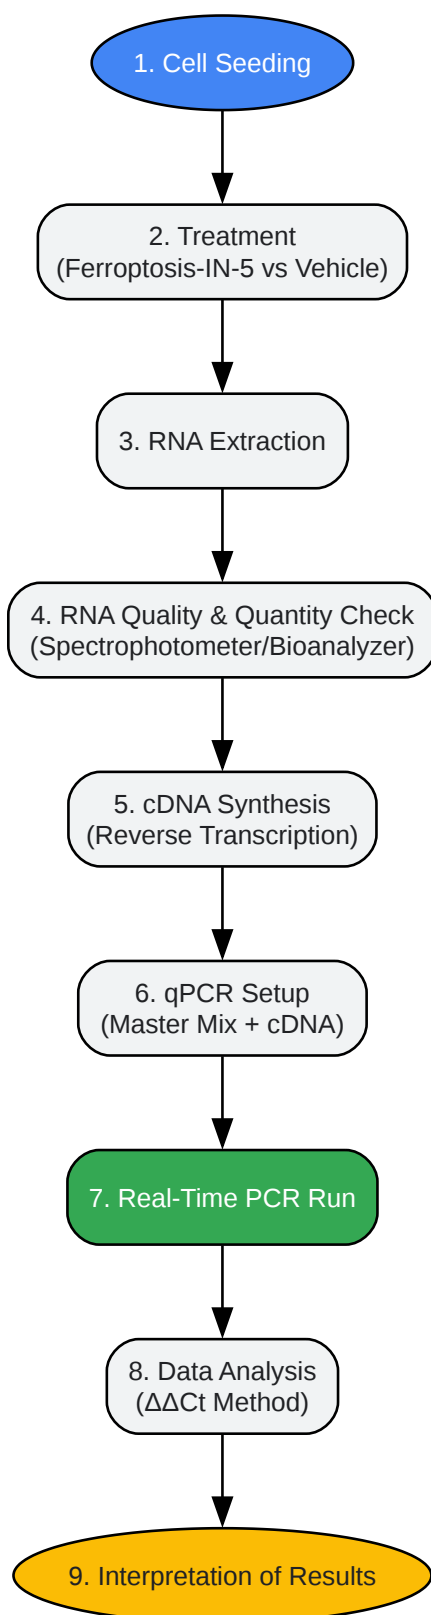 1. Cell Seeding
2. Treatment
(Ferroptosis-IN-5 vs Vehicle)
3. RNA Extraction
4. RNA Quality & Quantity Check
(Spectrophotometer/Bioanalyzer)
5. cDNA Synthesis
(Reverse Transcription)
6. qPCR Setup
(Master Mix + cDNA)
7. Real-Time PCR Run
8. Data Analysis
(ΔΔCt Method)
9. Interpretation of Results